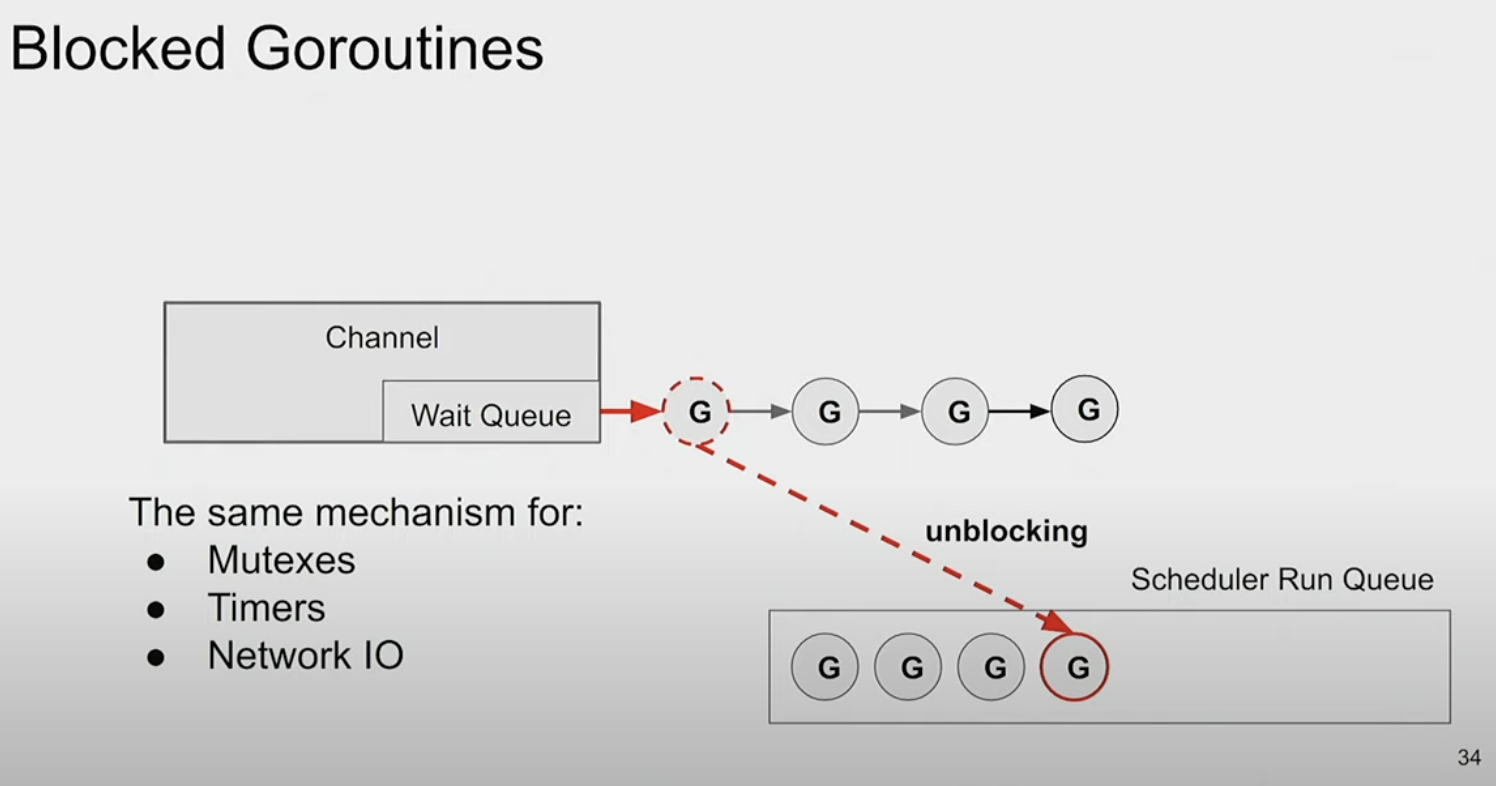 Blocked Goroutines
Channel
Wait Queue
G
G
G
G
The same mechanism for:
● Mutexes
● Timers
● Network IO
unblocking
Scheduler Run Queue
G
G
G
G
34